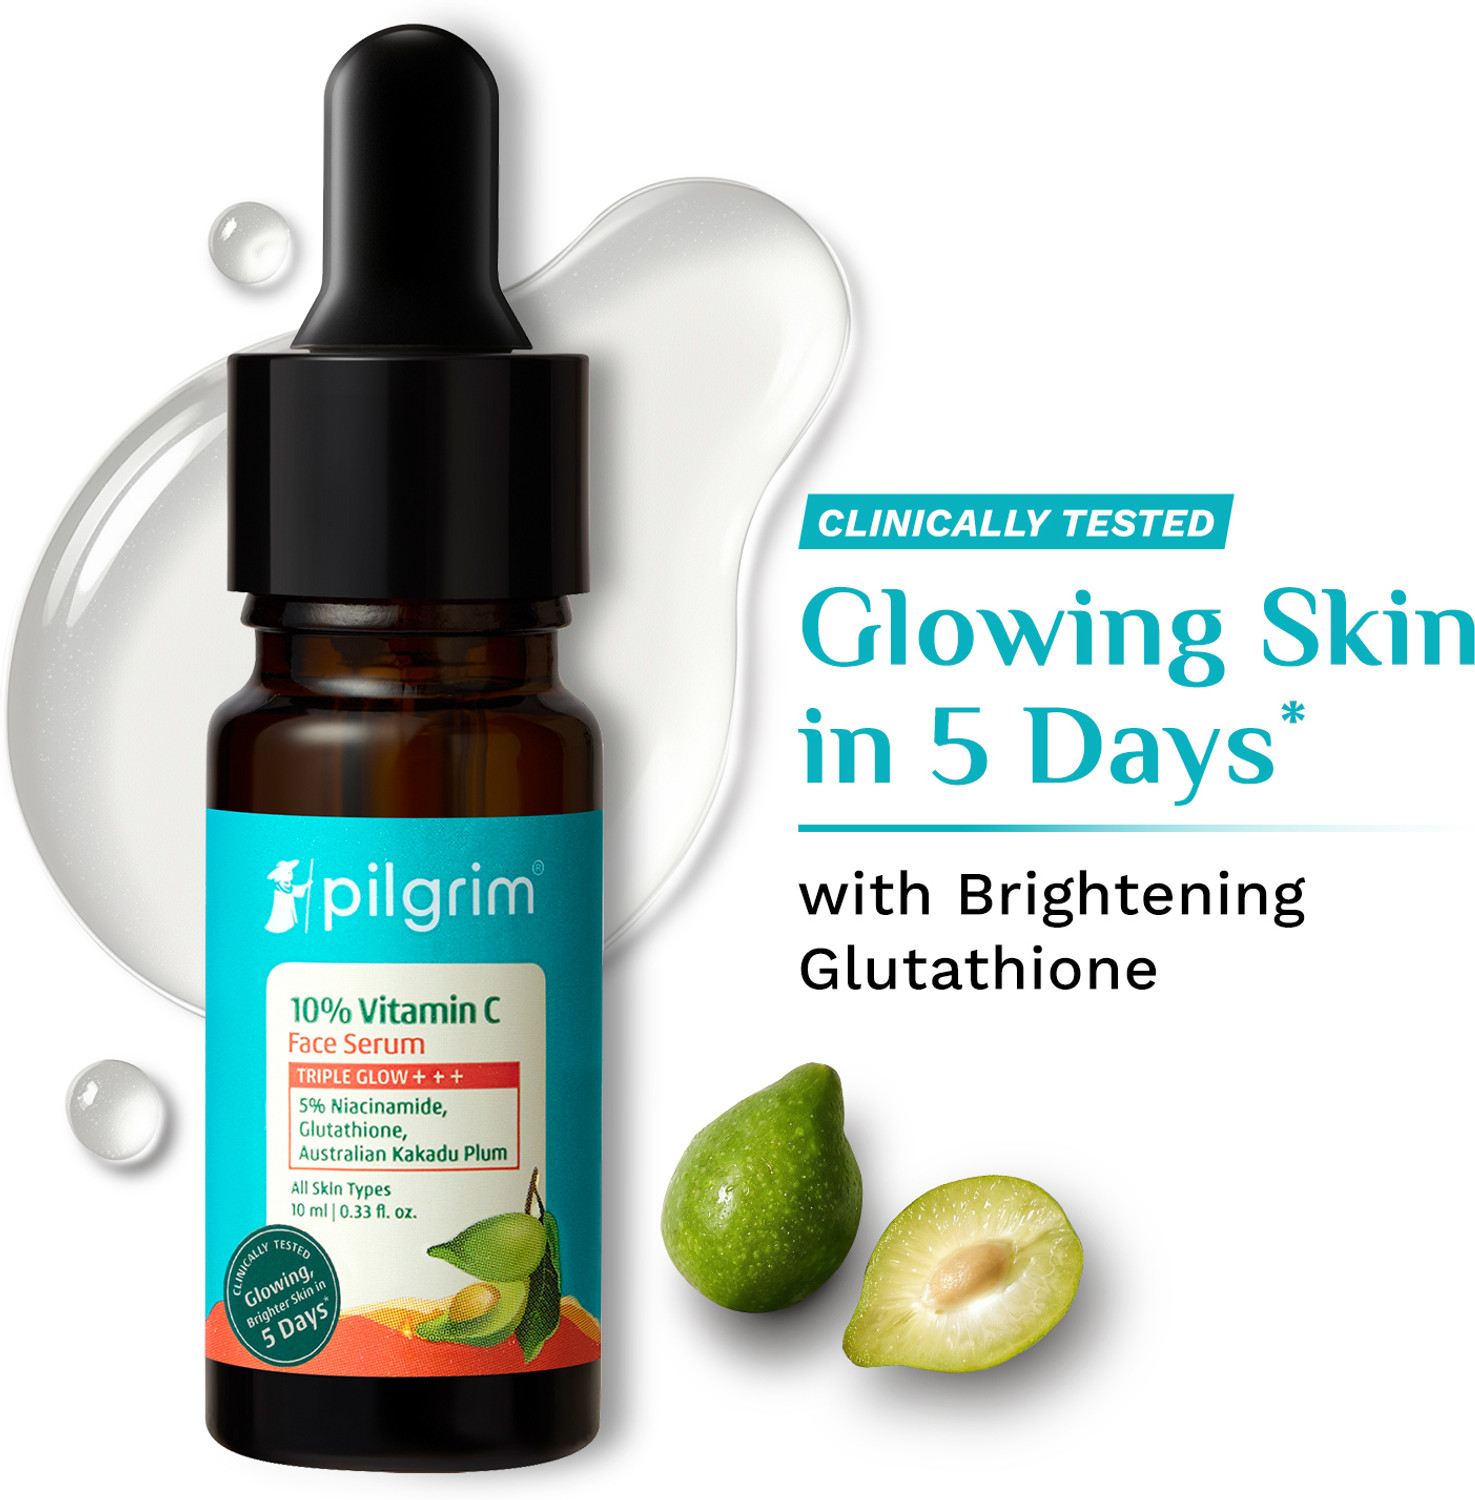 CLINICALLY TESTED
Glowing Skin
in 5 Days*
with Brightening
Glutathione
pilgrim®
10% Vitamin C
Face Serum
TRIPLE GLOW + + +
5% Niacinamide,
Glutathione,
Australian Kakadu Plum
All Skin Types
10 ml | 0.33 fl. oz.
CLINICALLY TESTED
Glowing,
Brighter Skin in
5 Days*